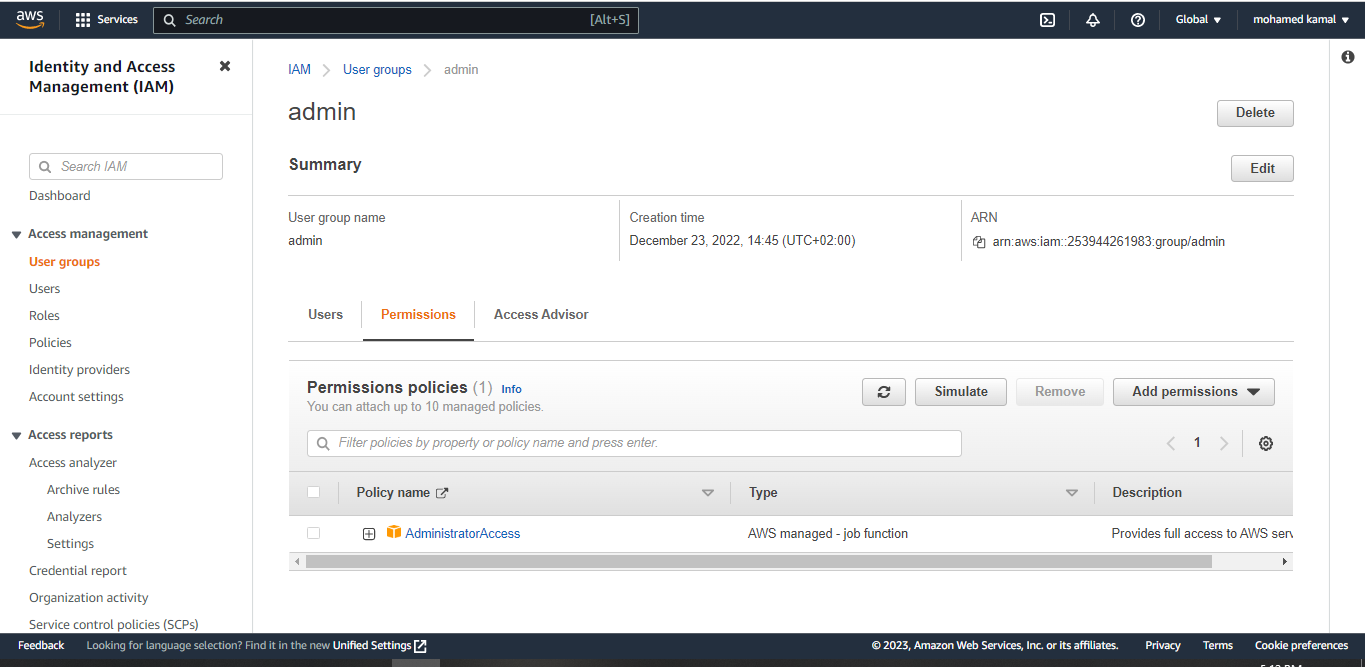 aws
Services
Search [Alt+S]
Global
mohamed kamal
Identity and Access
Management (IAM)
Search IAM
Dashboard
Access management
User groups
Users
Roles
Policies
Identity providers
Account settings
Access reports
Access analyzer
Archive rules
Analyzers
Settings
Credential report
Organization activity
Service control policies (SCPs)
IAM User groups admin
admin
Delete
Summary
Edit
User group name
admin
Creation time
December 23, 2022, 14:45 (UTC+02:00)
ARN
arn:aws:iam::253944261983:group/admin
Users Permissions Access Advisor
Permissions policies (1) Info
You can attach up to 10 managed policies.
Simulate
Remove
Add permissions
Filter policies by property or policy name and press enter.
1
Policy name Type Description
AdministratorAccess AWS managed - job function Provides full access to AWS serv
Feedback Looking for language selection? Find it in the new Unified Settings
© 2023, Amazon Web Services, Inc. or its affiliates. Privacy Terms Cookie preferences